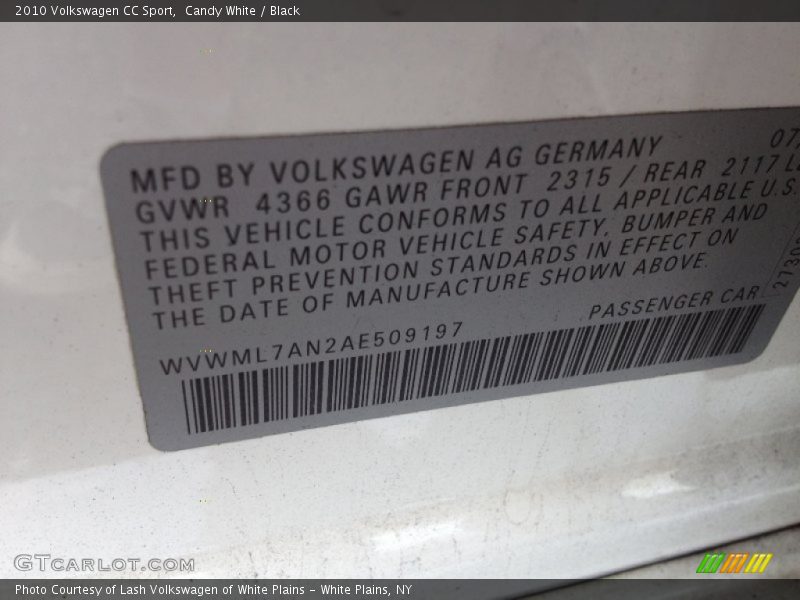 2010 Volkswagen CC Sport, Candy White / Black
MFD BY VOLKSWAGEN AG GERMANY 07
GVWR 4366 GAWR FRONT 2315 / REAR 2117 L
THIS VEHICLE CONFORMS TO ALL APPLICABLE U.S.
FEDERAL MOTOR VEHICLE SAFETY, BUMPER AND
THEFT PREVENTION STANDARDS IN EFFECT ON
THE DATE OF MANUFACTURE SHOWN ABOVE.
WVWML7AN2AE509197 PASSENGER CAR
GTCARLOT.COM
Photo Courtesy of Lash Volkswagen of White Plains - White Plains, NY